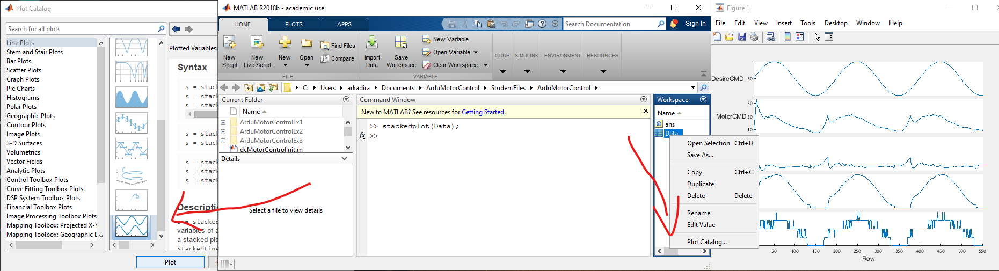 Plot Catalog
Search for all plots
Line Plots
Stem and Stair Plots
Bar Plots
Scatter Plots
Graph Plots
Pie Charts
Histograms
Polar Plots
Geographic Plots
Contour Plots
Image Plots
3-D Surfaces
Volumetrics
Vector Fields
Analytic Plots
Control Toolbox Plots
Curve Fitting Toolbox Plots
DSP System Toolbox Plots
Financial Toolbox Plots
Image Processing Toolbox Plots
Mapping Toolbox: Projected X-Y
Mapping Toolbox: Geographic D
Plotted Variables:
Syntax
s = stack
s = stack
s = stack
s = stack
s = stack
s = stack
s = stack
s = stack
Descriptio
s = stacked
variables of a
a stacked plo
StackedLine
Plot
MATLAB R2018b - academic use
HOME
PLOTS
APPS
Search Documentation
Sign In
New Script
New Live Script
New
Open
Find Files
Compare
Import Data
Save Workspace
New Variable
Open Variable
Clear Workspace
CODE
SIMULINK
ENVIRONMENT
RESOURCES
FILE
VARIABLE
C: Users arkadira Documents ArduMotorControl StudentFiles ArduMotorControl
Current Folder
Name
ArduMotorControlEx1
ArduMotorControlEx2
ArduMotorControlEx3
dcMotorControlInit.m
Details
Select a file to view details
Command Window
New to MATLAB? See resources for Getting Started.
>> stackedplot(Data);
fx >>
Workspace
Name
ans
Data
Open Selection Ctrl+D
Save As...
Copy Ctrl+C
Duplicate
Delete Delete
Rename
Edit Value
Plot Catalog...
Figure 1
File Edit View Insert Tools Desktop Window Help
DesireCMD
50
MotorCMD
30
20
10
50 100 150 200 250 300 350 400 450 500 550
Row